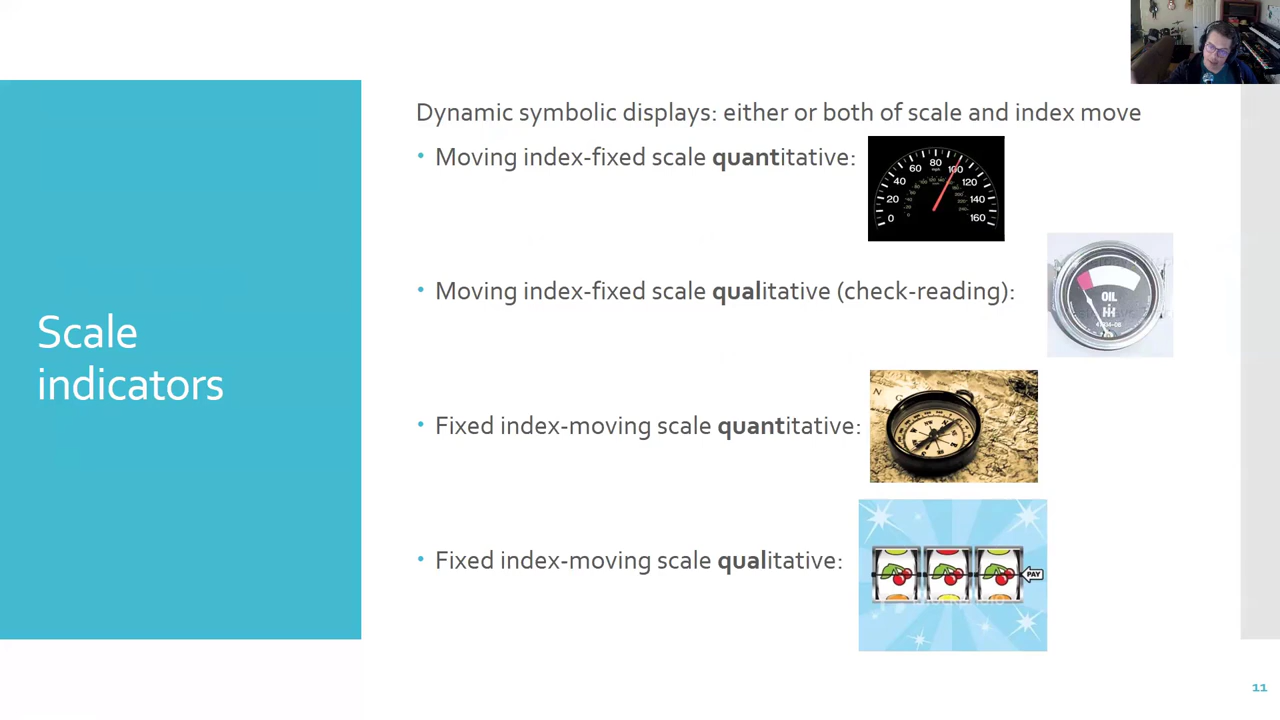 Scale
indicators
Dynamic symbolic displays: either or both of scale and index move
• Moving index-fixed scale quantitative:
0 20 40 60 80 100 120 140 160
mph
• Moving index-fixed scale qualitative (check-reading):
OIL
• Fixed index-moving scale quantitative:
• Fixed index-moving scale qualitative:
PAY
11